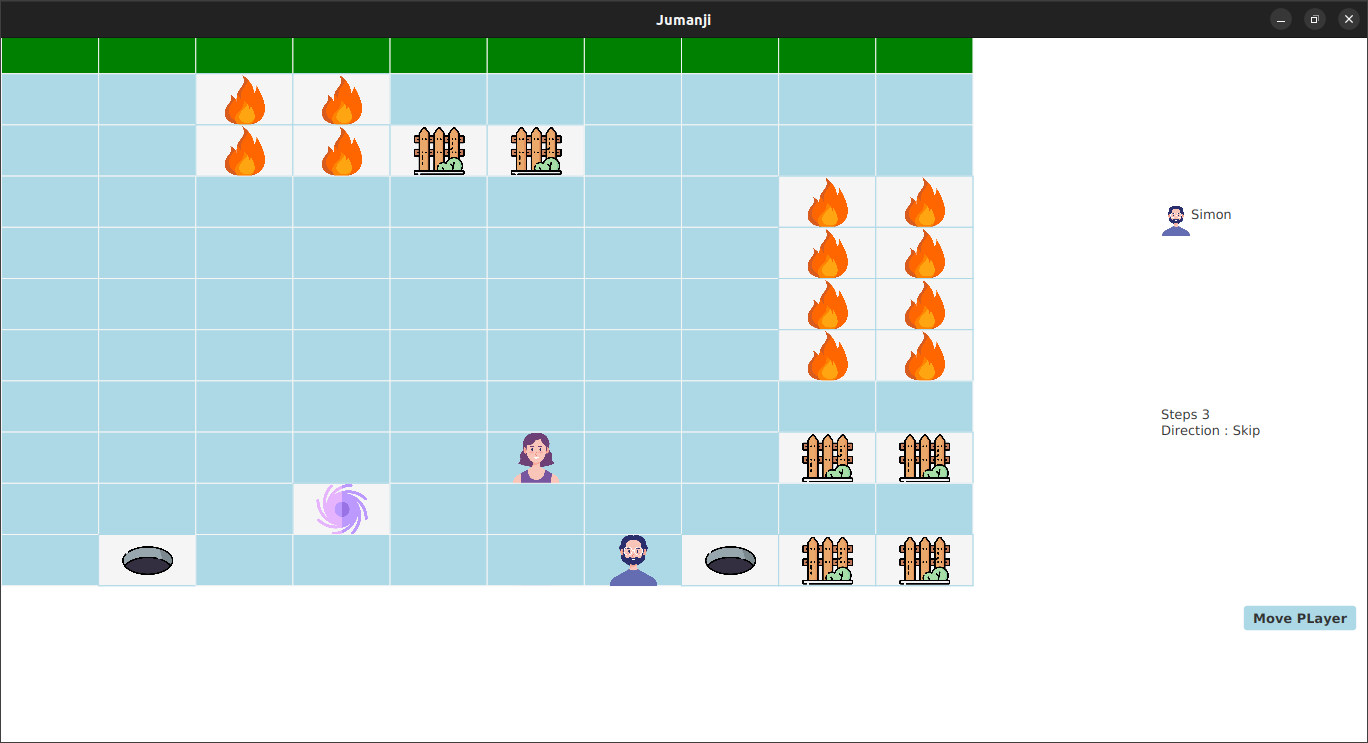 Jumanji
Simon
Steps 3
Direction : Skip
Move PLayer